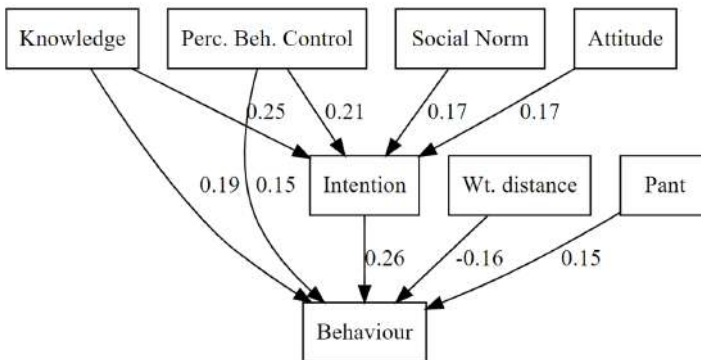 Knowledge
Perc. Beh. Control
Social Norm
Attitude
0.25
0.21
0.17
0.17
0.19
0.15
Intention
Wt. distance
Pant
0.26
-0.16
0.15
Behaviour